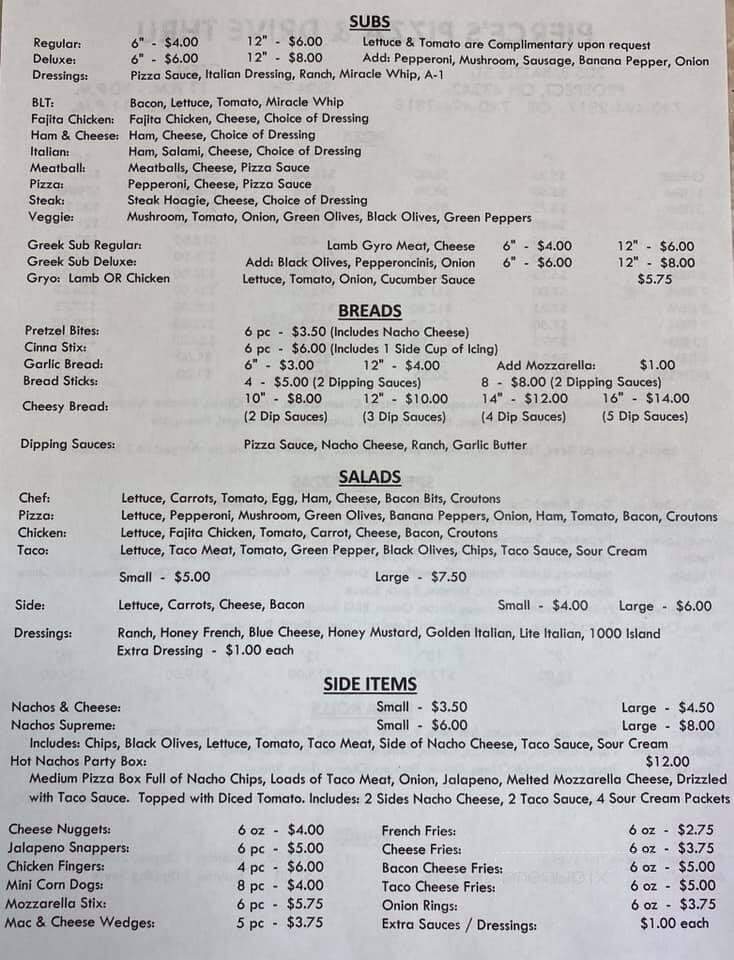 SUBS
Regular: 6" - $4.00 12" - $6.00 Lettuce & Tomato are Complimentary upon request
Deluxe: 6" - $6.00 12" - $8.00 Add: Pepperoni, Mushroom, Sausage, Banana Pepper, Onion
Dressings: Pizza Sauce, Italian Dressing, Ranch, Miracle Whip, A-1
BLT: Bacon, Lettuce, Tomato, Miracle Whip
Fajita Chicken: Fajita Chicken, Cheese, Choice of Dressing
Ham & Cheese: Ham, Cheese, Choice of Dressing
Italian: Ham, Salami, Cheese, Choice of Dressing
Meatball: Meatballs, Cheese, Pizza Sauce
Pizza: Pepperoni, Cheese, Pizza Sauce
Steak: Steak Hoagie, Cheese, Choice of Dressing
Veggie: Mushroom, Tomato, Onion, Green Olives, Black Olives, Green Peppers
Greek Sub Regular: Lamb Gyro Meat, Cheese 6" - $4.00 12" - $6.00
Greek Sub Deluxe: Add: Black Olives, Pepperoncinis, Onion 6" - $6.00 12" - $8.00
Gryo: Lamb OR Chicken Lettuce, Tomato, Onion, Cucumber Sauce $5.75
BREADS
Pretzel Bites: 6 pc - $3.50 (Includes Nacho Cheese)
Cinna Stix: 6 pc - $6.00 (Includes 1 Side Cup of Icing)
Garlic Bread: 6" - $3.00 12" - $4.00 Add Mozzarella: $1.00
Bread Sticks: 4 - $5.00 (2 Dipping Sauces) 8 - $8.00 (2 Dipping Sauces)
Cheesy Bread: 10" - $8.00 12" - $10.00 14" - $12.00 16" - $14.00
(2 Dip Sauces) (3 Dip Sauces) (4 Dip Sauces) (5 Dip Sauces)
Dipping Sauces: Pizza Sauce, Nacho Cheese, Ranch, Garlic Butter
SALADS
Chef: Lettuce, Carrots, Tomato, Egg, Ham, Cheese, Bacon Bits, Croutons
Pizza: Lettuce, Pepperoni, Mushroom, Green Olives, Banana Peppers, Onion, Ham, Tomato, Bacon, Croutons
Chicken: Lettuce, Fajita Chicken, Tomato, Carrot, Cheese, Bacon, Croutons
Taco: Lettuce, Taco Meat, Tomato, Green Pepper, Black Olives, Chips, Taco Sauce, Sour Cream
Small - $5.00 Large - $7.50
Side: Lettuce, Carrots, Cheese, Bacon Small - $4.00 Large - $6.00
Dressings: Ranch, Honey French, Blue Cheese, Honey Mustard, Golden Italian, Lite Italian, 1000 Island
Extra Dressing - $1.00 each
SIDE ITEMS
Nachos & Cheese: Small - $3.50 Large - $4.50
Nachos Supreme: Small - $6.00 Large - $8.00
Includes: Chips, Black Olives, Lettuce, Tomato, Taco Meat, Side of Nacho Cheese, Taco Sauce, Sour Cream
Hot Nachos Party Box: $12.00
Medium Pizza Box Full of Nacho Chips, Loads of Taco Meat, Onion, Jalapeno, Melted Mozzarella Cheese, Drizzled
with Taco Sauce. Topped with Diced Tomato. Includes: 2 Sides Nacho Cheese, 2 Taco Sauce, 4 Sour Cream Packets
Cheese Nuggets: 6 oz - $4.00 French Fries: 6 oz - $2.75
Jalapeno Snappers: 6 pc - $5.00 Cheese Fries: 6 oz - $3.75
Chicken Fingers: 4 pc - $6.00 Bacon Cheese Fries: 6 oz - $5.00
Mini Corn Dogs: 8 pc - $4.00 Taco Cheese Fries: 6 oz - $5.00
Mozzarella Stix: 6 pc - $5.75 Onion Rings: 6 oz - $3.75
Mac & Cheese Wedges: 5 pc - $3.75 Extra Sauces / Dressings: $1.00 each